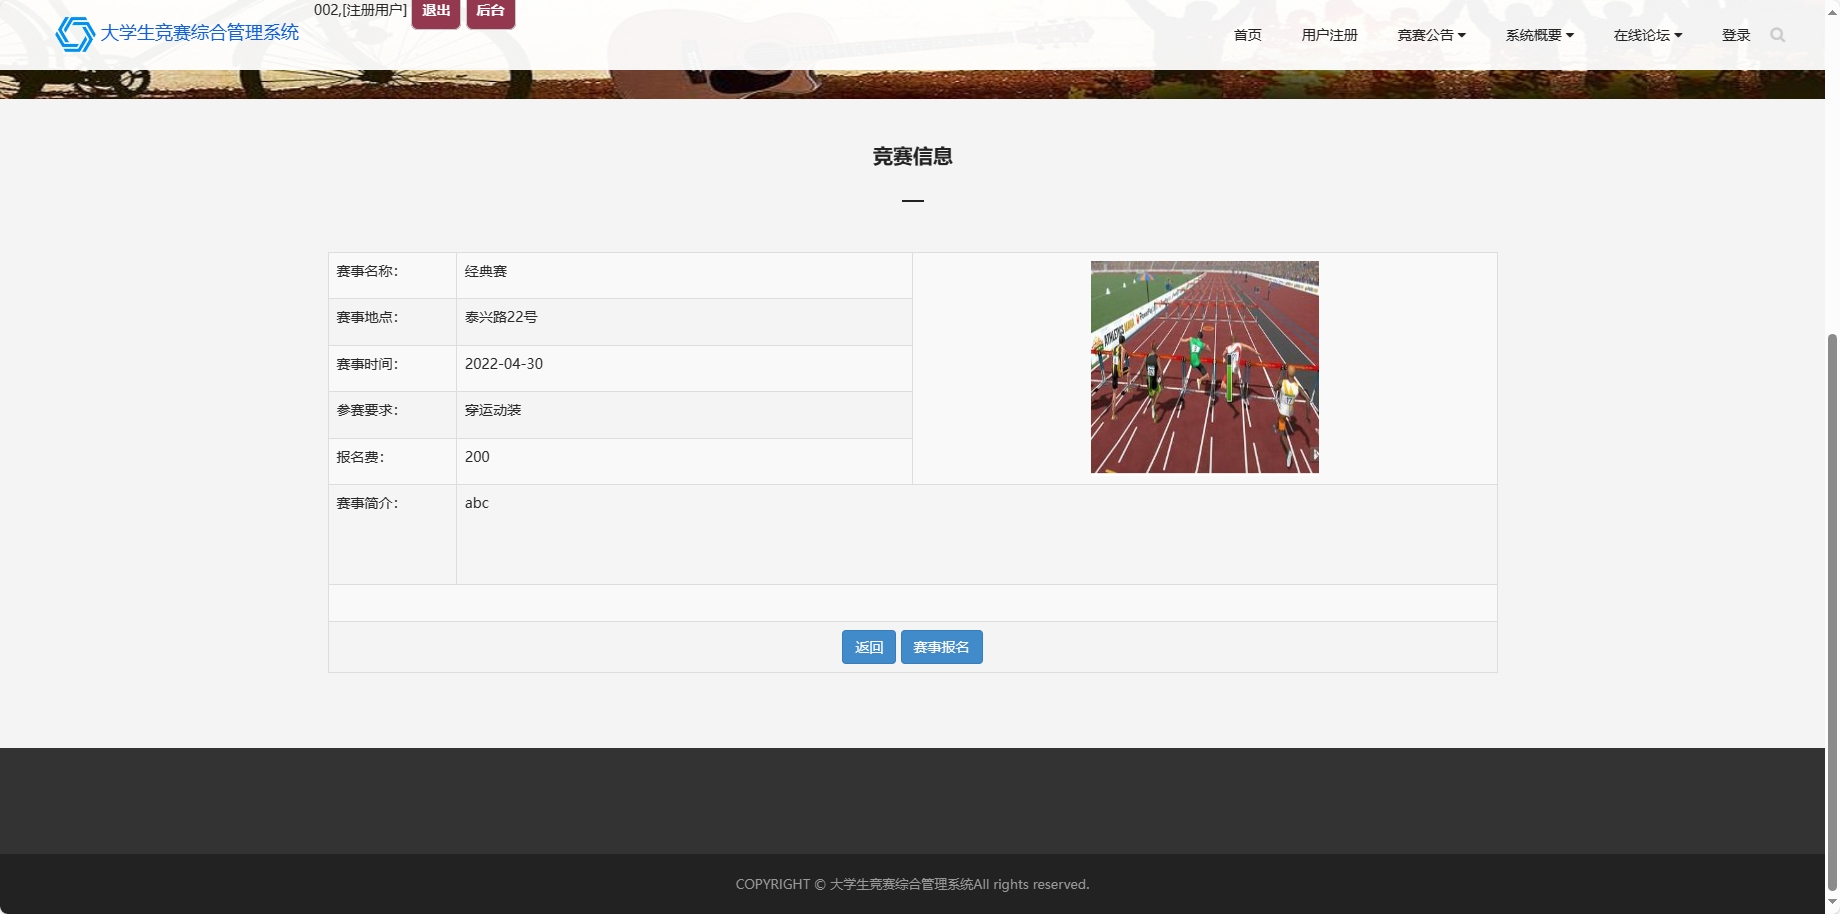 002,[注册用户] 退出 后台
大学生竞赛综合管理系统
首页 用户注册 竞赛公告 系统概要 在线论坛 登录
竞赛信息
赛事名称： 经典赛
赛事地点： 泰兴路22号
赛事时间： 2022-04-30
参赛要求： 穿运动装
报名费： 200
赛事简介： abc
返回 赛事报名
COPYRIGHT © 大学生竞赛综合管理系统All rights reserved.